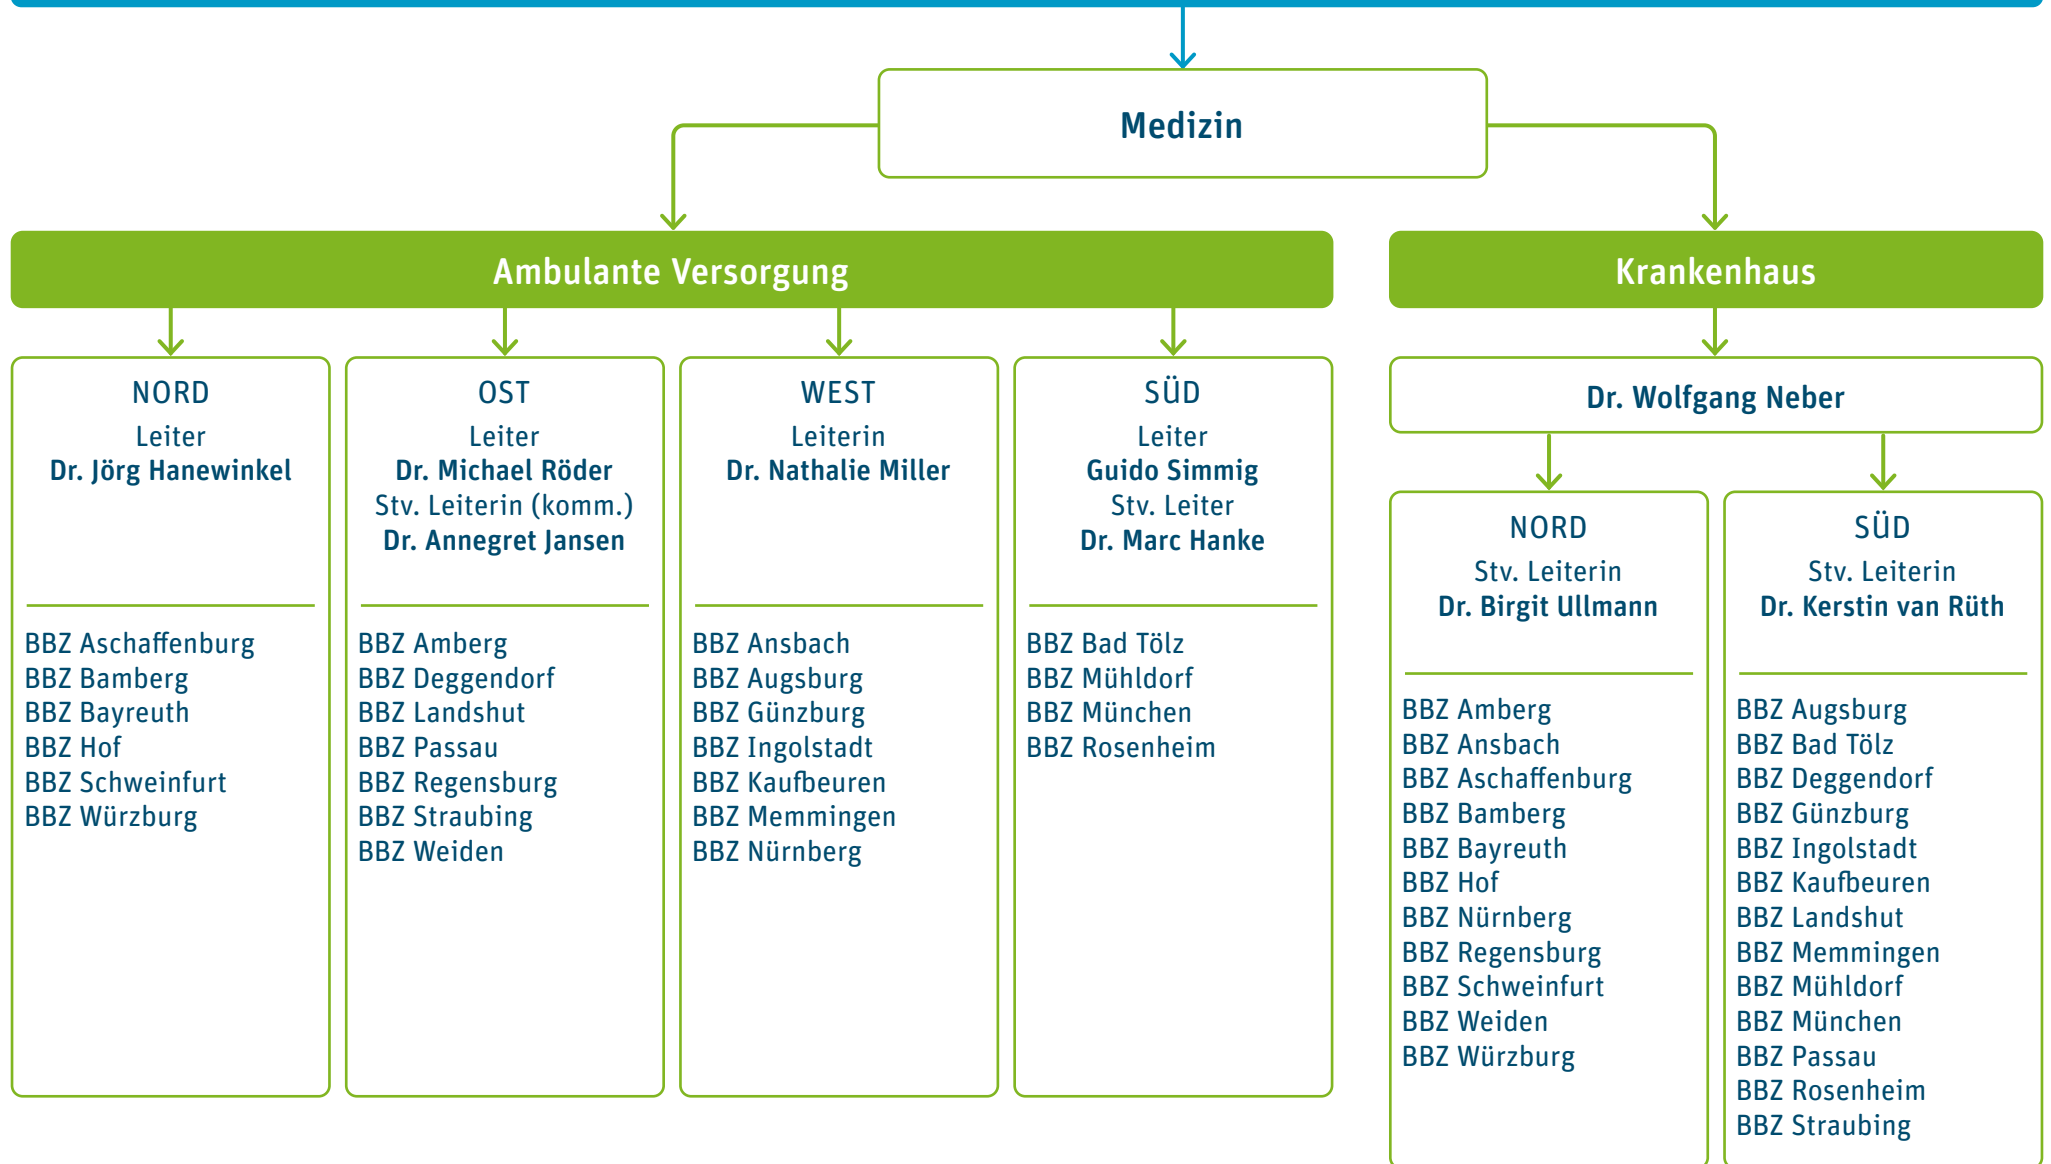 Medizin
Ambulante Versorgung
NORD
Leiter
Dr. Jörg Hanewinkel
BBZ Aschaffenburg
BBZ Bamberg
BBZ Bayreuth
BBZ Hof
BBZ Schweinfurt
BBZ Würzburg
OST
Leiter
Dr. Michael Röder
Stv. Leiterin (komm.)
Dr. Annegret Jansen
BBZ Amberg
BBZ Deggendorf
BBZ Landshut
BBZ Passau
BBZ Regensburg
BBZ Straubing
BBZ Weiden
WEST
Leiterin
Dr. Nathalie Miller
BBZ Ansbach
BBZ Augsburg
BBZ Günzburg
BBZ Ingolstadt
BBZ Kaufbeuren
BBZ Memmingen
BBZ Nürnberg
SÜD
Leiter
Guido Simmig
Stv. Leiter
Dr. Marc Hanke
BBZ Bad Tölz
BBZ Mühldorf
BBZ München
BBZ Rosenheim
Krankenhaus
Dr. Wolfgang Neber
NORD
Stv. Leiterin
Dr. Birgit Ullmann
BBZ Amberg
BBZ Ansbach
BBZ Aschaffenburg
BBZ Bamberg
BBZ Bayreuth
BBZ Hof
BBZ Nürnberg
BBZ Regensburg
BBZ Schweinfurt
BBZ Weiden
BBZ Würzburg
SÜD
Stv. Leiterin
Dr. Kerstin van Rüth
BBZ Augsburg
BBZ Bad Tölz
BBZ Deggendorf
BBZ Günzburg
BBZ Ingolstadt
BBZ Kaufbeuren
BBZ Landshut
BBZ Memmingen
BBZ Mühldorf
BBZ München
BBZ Passau
BBZ Rosenheim
BBZ Straubing